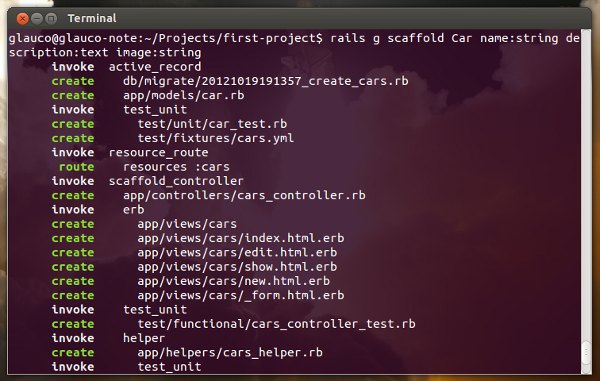 Terminal
glauco@glauco-note:~/Projects/first-project$ rails g scaffold Car name:string de
scription:text image:string
      invoke  active_record
      create    db/migrate/20121019191357_create_cars.rb
      create    app/models/car.rb
      invoke    test_unit
      create      test/unit/car_test.rb
      create      test/fixtures/cars.yml
      invoke  resource_route
       route    resources :cars
      invoke  scaffold_controller
      create    app/controllers/cars_controller.rb
      invoke    erb
      create      app/views/cars
      create      app/views/cars/index.html.erb
      create      app/views/cars/edit.html.erb
      create      app/views/cars/show.html.erb
      create      app/views/cars/new.html.erb
      create      app/views/cars/_form.html.erb
      invoke    test_unit
      create      test/functional/cars_controller_test.rb
      invoke    helper
      create      app/helpers/cars_helper.rb
      invoke      test_unit